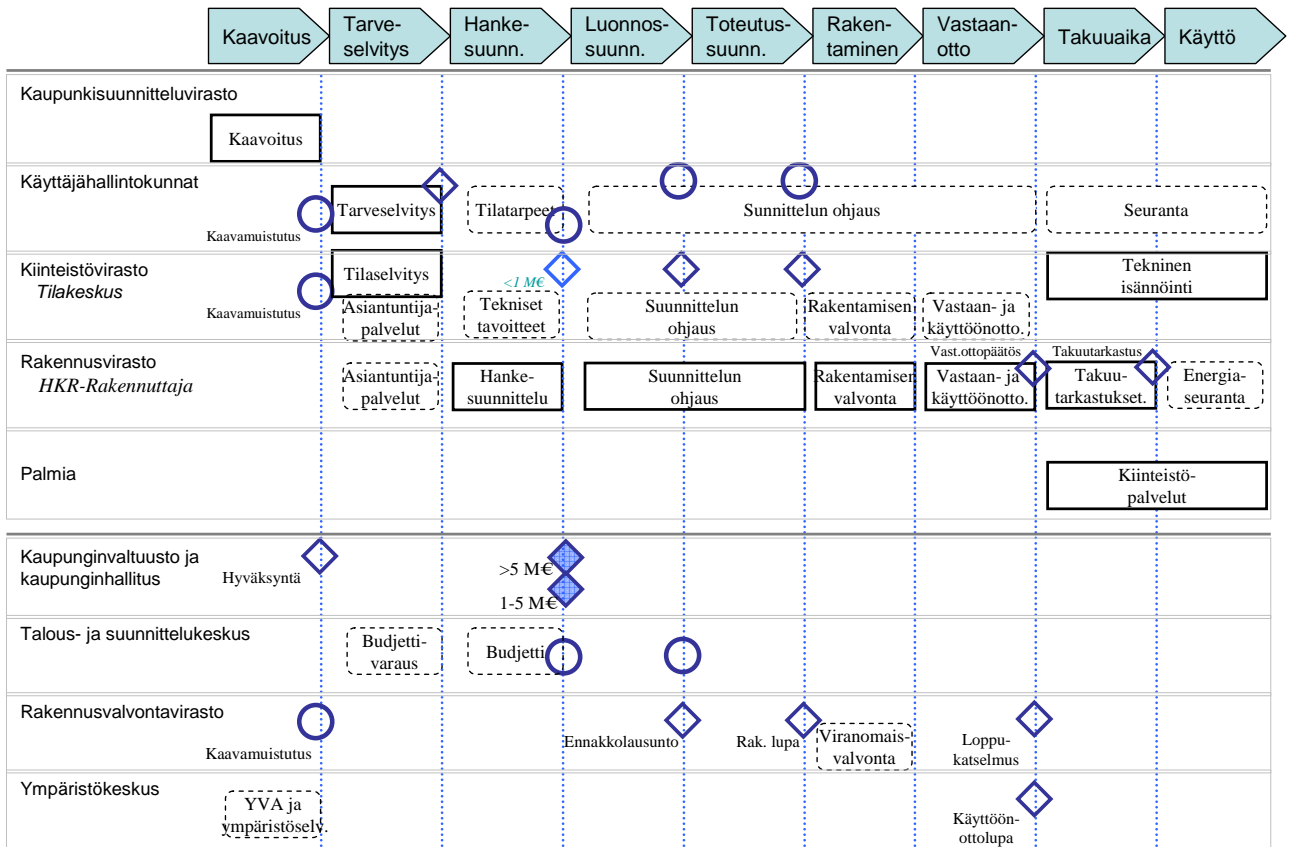 Kaavoitus
Tarve-
selvitys
Hanke-
suunn.
Luonnos-
suunn.
Toteutus-
suunn.
Raken-
taminen
Vastaan-
otto
Takuuaika
Käyttö
Kaupunkisuunnitteluvirasto
Kaavoitus
Käyttäjähallintokunnat
Kaavamuistutus
Tarveselvitys
Tilatarpeet
Sunnittelun ohjaus
Seuranta
Kiinteistövirasto
Tilakeskus
Kaavamuistutus
Tilaselvitys
Asiantuntija-
palvelut
<1 M€
Tekniset
tavoitteet
Suunnittelun
ohjaus
Rakentamisen
valvonta
Vastaan- ja
käyttöönotto.
Tekninen
isännöinti
Rakennusvirasto
HKR-Rakennuttaja
Asiantuntija-
palvelut
Hanke-
suunnittelu
Suunnittelun
ohjaus
Rakentamisen
valvonta
Vast.ottopäätös
Vastaan- ja
käyttöönotto.
Takuutarkastus
Takuu-
tarkastukset.
Energia-
seuranta
Palmia
Kiinteistö-
palvelut
Kaupunginvaltuusto ja
kaupunginhallitus
Hyväksyntä
>5 M€
1-5 M€
Talous- ja suunnittelukeskus
Budjetti-
varaus
Budjetti
Rakennusvalvontavirasto
Kaavamuistutus
Ennakkolausunto
Rak. lupa
Viranomais-
valvonta
Loppu-
katselmus
Ympäristökeskus
YVA ja
ympäristöselv.
Käyttöön-
ottolupa